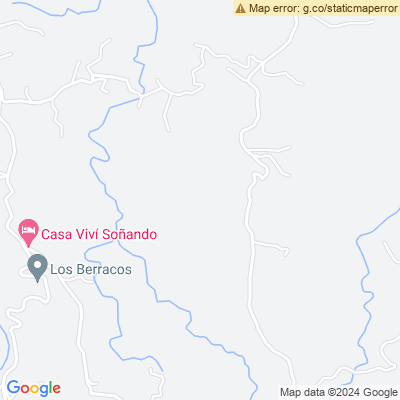 Map error: g.co/staticmaperror
Casa Viví Soñando
Los Berracos
Google
Map data ©2024 Google